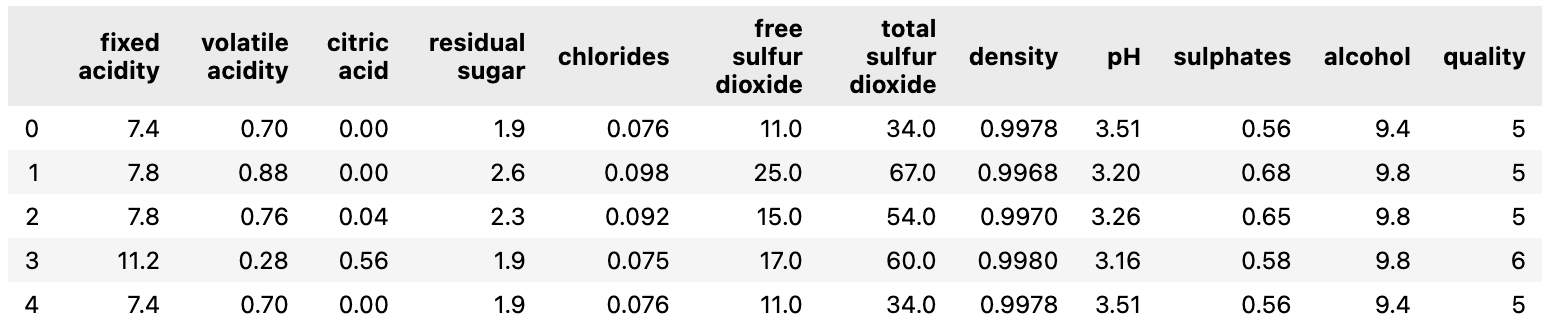 fixed acidity volatile acidity citric acid residual sugar chlorides free sulfur dioxide total sulfur dioxide density pH sulphates alcohol quality
0 7.4 0.70 0.00 1.9 0.076 11.0 34.0 0.9978 3.51 0.56 9.4 5
1 7.8 0.88 0.00 2.6 0.098 25.0 67.0 0.9968 3.20 0.68 9.8 5
2 7.8 0.76 0.04 2.3 0.092 15.0 54.0 0.9970 3.26 0.65 9.8 5
3 11.2 0.28 0.56 1.9 0.075 17.0 60.0 0.9980 3.16 0.58 9.8 6
4 7.4 0.70 0.00 1.9 0.076 11.0 34.0 0.9978 3.51 0.56 9.4 5